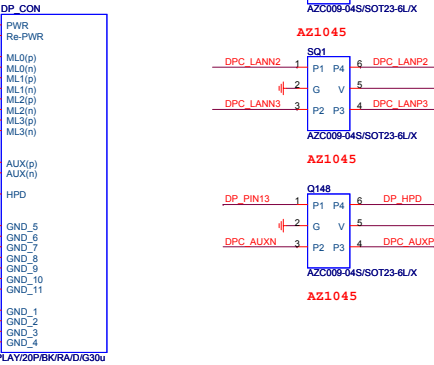 DP_CON
PWR
Re-PWR
ML0(p)
ML0(n)
ML1(p)
ML1(n)
ML2(p)
ML2(n)
ML3(p)
ML3(n)
AUX(p)
AUX(n)
HPD
GND_5
GND_6
GND_7
GND_8
GND_9
GND_10
GND_11
GND_1
GND_2
GND_3
GND_4
PLAY/20P/BK/RA/D/G30u
AZC009-04S/SOT23-6L/X
AZ1045
SQ1
DPC_LANN2 1 P1 P4 6 DPC_LANP2
2 G V 5
DPC_LANN3 3 P2 P3 4 DPC_LANP3
AZC009-04S/SOT23-6L/X
AZ1045
Q148
DP_PIN13 1 P1 P4 6 DP_HPD
2 G V 5
DPC_AUXN 3 P2 P3 4 DPC_AUXP
AZC009-04S/SOT23-6L/X
AZ1045